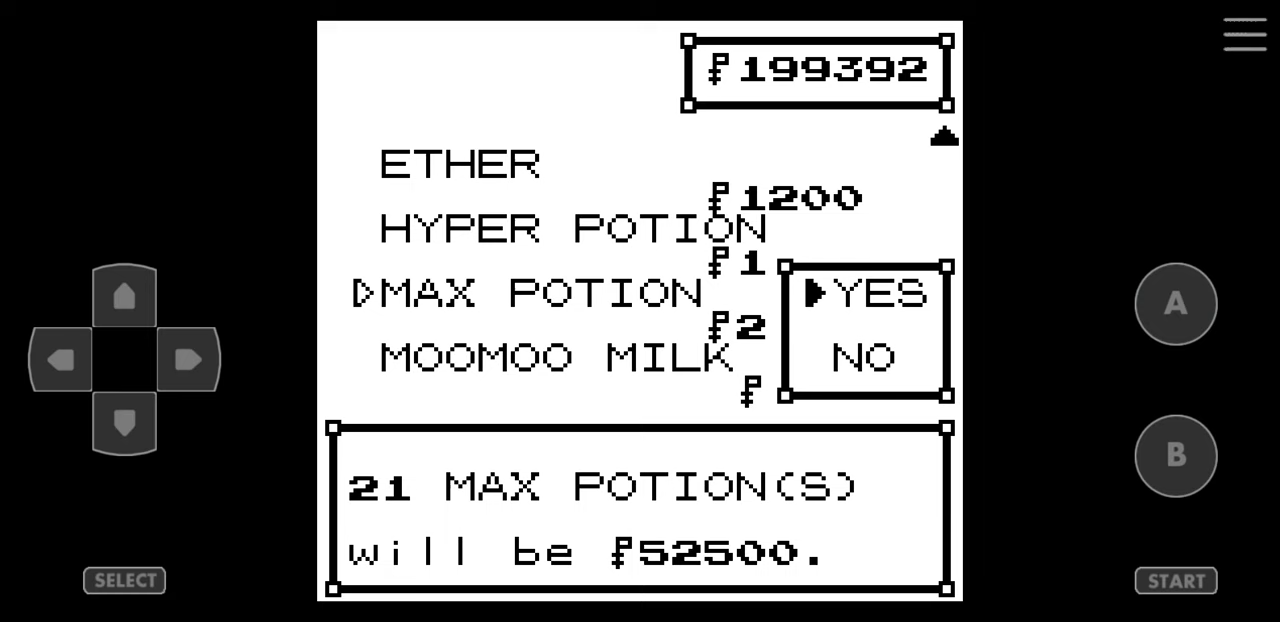 ₽199392
ETHER
₽1200
HYPER POTION
₽1
MAX POTION
YES
₽2
MOOMOO MILK
NO
₽
21 MAX POTION(S)
will be ₽52500.
A
B
SELECT
START